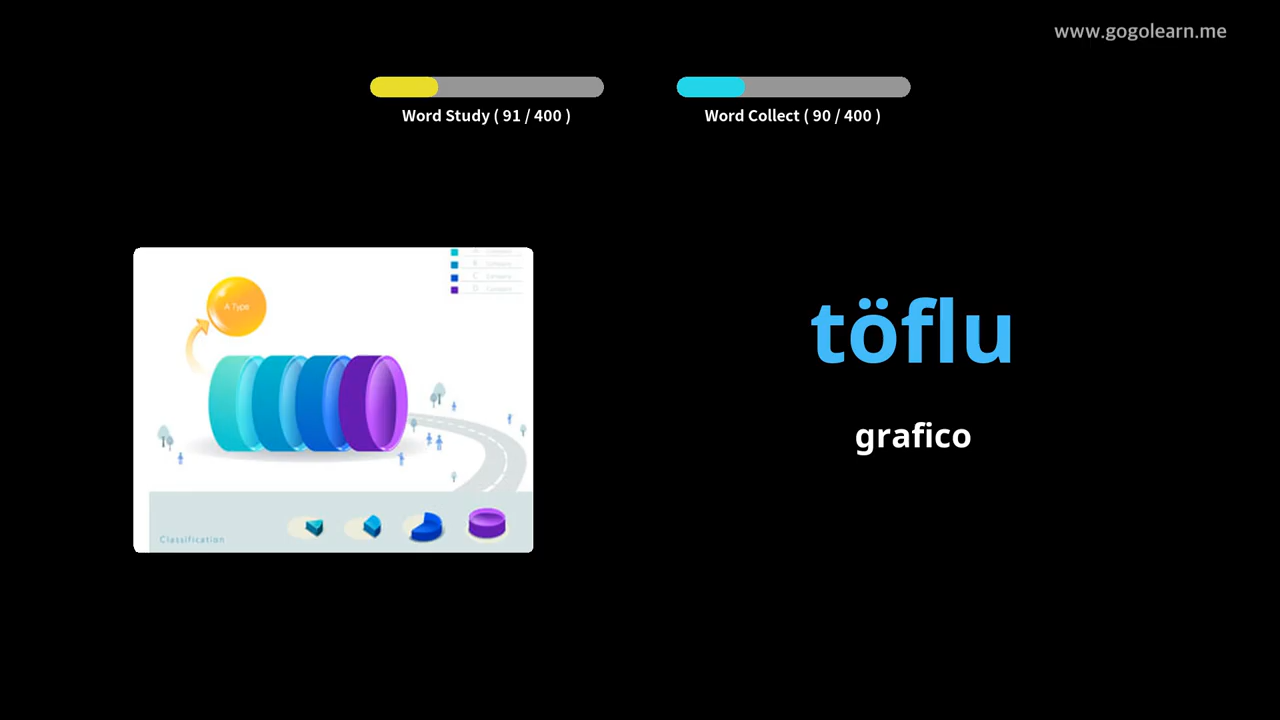 www.gogolearn.me
Word Study ( 91 / 400 )
Word Collect ( 90 / 400 )
A Type
B
C
D
töflu
grafico
Classification